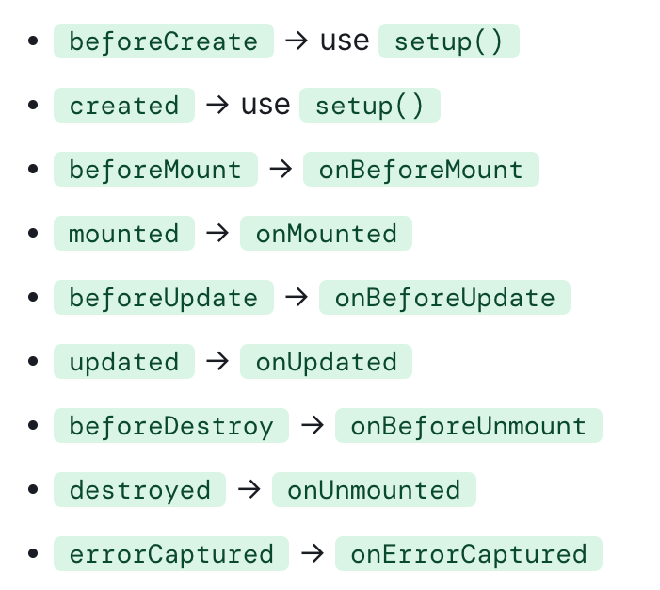 • beforeCreate → use setup()
• created → use setup()
• beforeMount → onBeforeMount
• mounted → onMounted
• beforeUpdate → onBeforeUpdate
• updated → onUpdated
• beforeDestroy → onBeforeUnmount
• destroyed → onUnmounted
• errorCaptured → onErrorCaptured